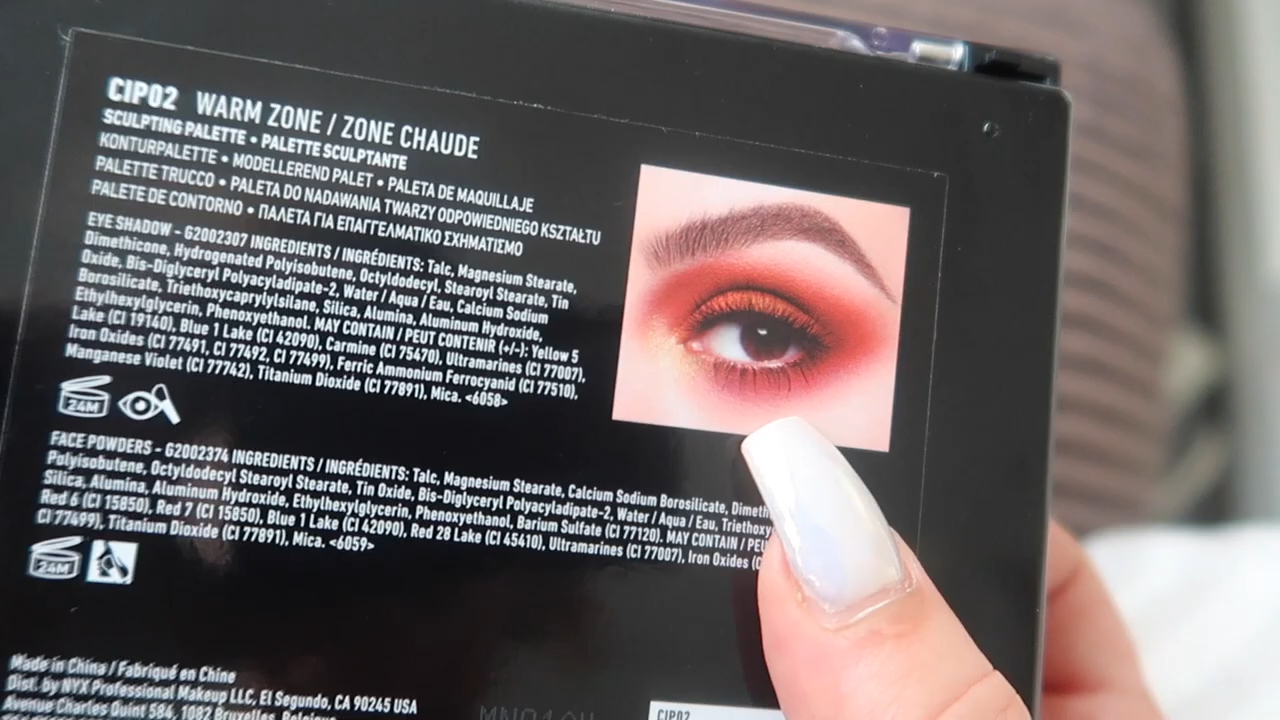 CIP02 WARM ZONE / ZONE CHAUDE
SCULPTING PALETTE • PALETTE SCULPTANTE
KONTURPALETTE • MODELLEREND PALET • PALETA DE MAQUILLAJE
PALETTE TRUCCO • PALETA DO NADAWANIA TWARZY ODPOWIEDNIEGO KSZTAŁTU
PALETE DE CONTORNO • ΠΑΛΕΤΑ ΓΙΑ ΕΠΑΓΓΕΛΜΑΤΙΚΟ ΣΧΗΜΑΤΙΣΜΟ
EYE SHADOW - G2002307 INGREDIENTS / INGRÉDIENTS: Talc, Magnesium Stearate,
Dimethicone, Hydrogenated Polyisobutene, Octyldodecyl, Stearoyl Stearate, Tin
Oxide, Bis-Diglyceryl Polyacyladipate-2, Water / Aqua / Eau, Calcium Sodium
Borosilicate, Triethoxycaprylylsilane, Silica, Alumina, Aluminum Hydroxide,
Ethylhexylglycerin, Phenoxyethanol. MAY CONTAIN / PEUT CONTENIR (+/-): Yellow 5
Lake (CI 19140), Blue 1 Lake (CI 42090), Carmine (CI 75470), Ultramarines (CI 77007),
Iron Oxides (CI 77491, CI 77492, CI 77499), Ferric Ammonium Ferrocyanid (CI 77510),
Manganese Violet (CI 77742), Titanium Dioxide (CI 77891), Mica. <6058>
24M
FACE POWDERS - G2002374 INGREDIENTS / INGRÉDIENTS: Talc, Magnesium Stearate, Calcium Sodium Borosilicate, Dimeth
Polyisobutene, Octyldodecyl Stearoyl Stearate, Tin Oxide, Bis-Diglyceryl Polyacyladipate-2, Water / Aqua / Eau, Triethoxy
Silica, Alumina, Aluminum Hydroxide, Ethylhexylglycerin, Phenoxyethanol, Barium Sulfate (CI 77120). MAY CONTAIN / PEU
Red 6 (CI 15850), Red 7 (CI 15850), Blue 1 Lake (CI 42090), Red 28 Lake (CI 45410), Ultramarines (CI 77007), Iron Oxides (C
CI 77499), Titanium Dioxide (CI 77891), Mica. <6059>
24M
Made in China / Fabriqué en Chine
Dist. by NYX Professional Makeup LLC, El Segundo, CA 90245 USA
Avenue Charles Quint 584, 1082 Bruxelles, Belgique
CIP02